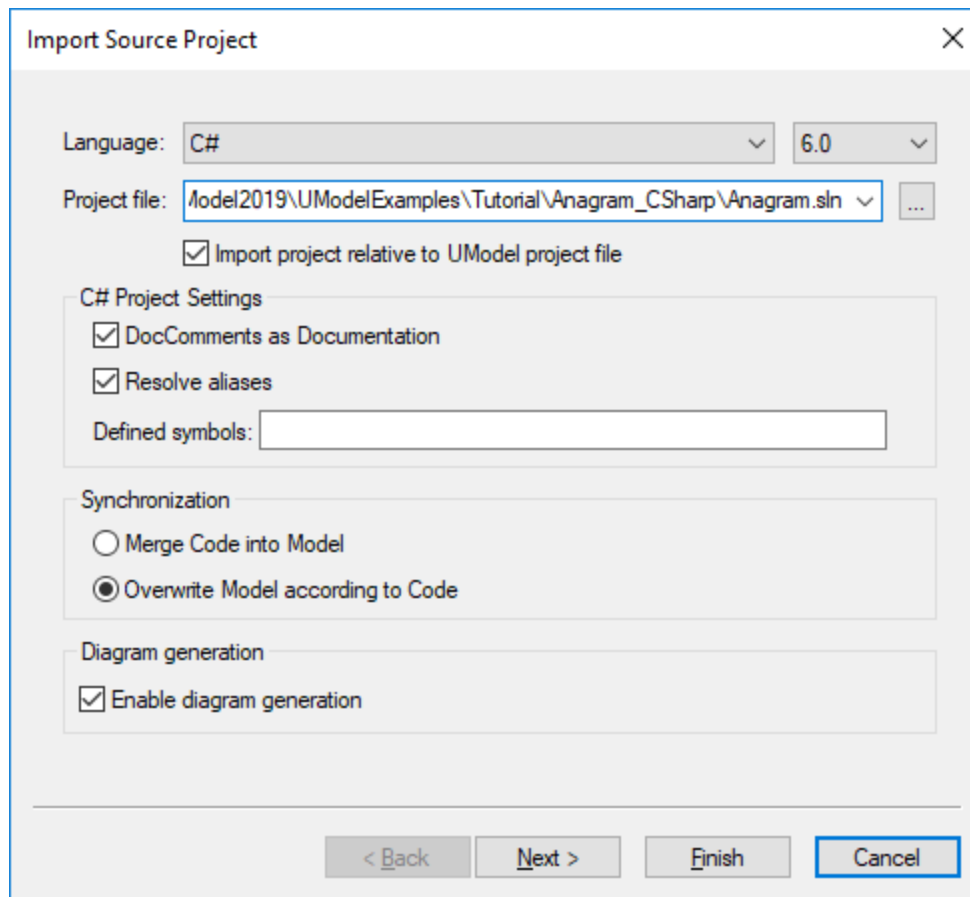 Import Source Project
Language: C# 6.0
Project file: Model2019\UModelExamples\Tutorial\Anagram_CSharp\Anagram.sln ...
Import project relative to UModel project file
C# Project Settings
DocComments as Documentation
Resolve aliases
Defined symbols:
Synchronization
Merge Code into Model
Overwrite Model according to Code
Diagram generation
Enable diagram generation
< Back Next > Finish Cancel